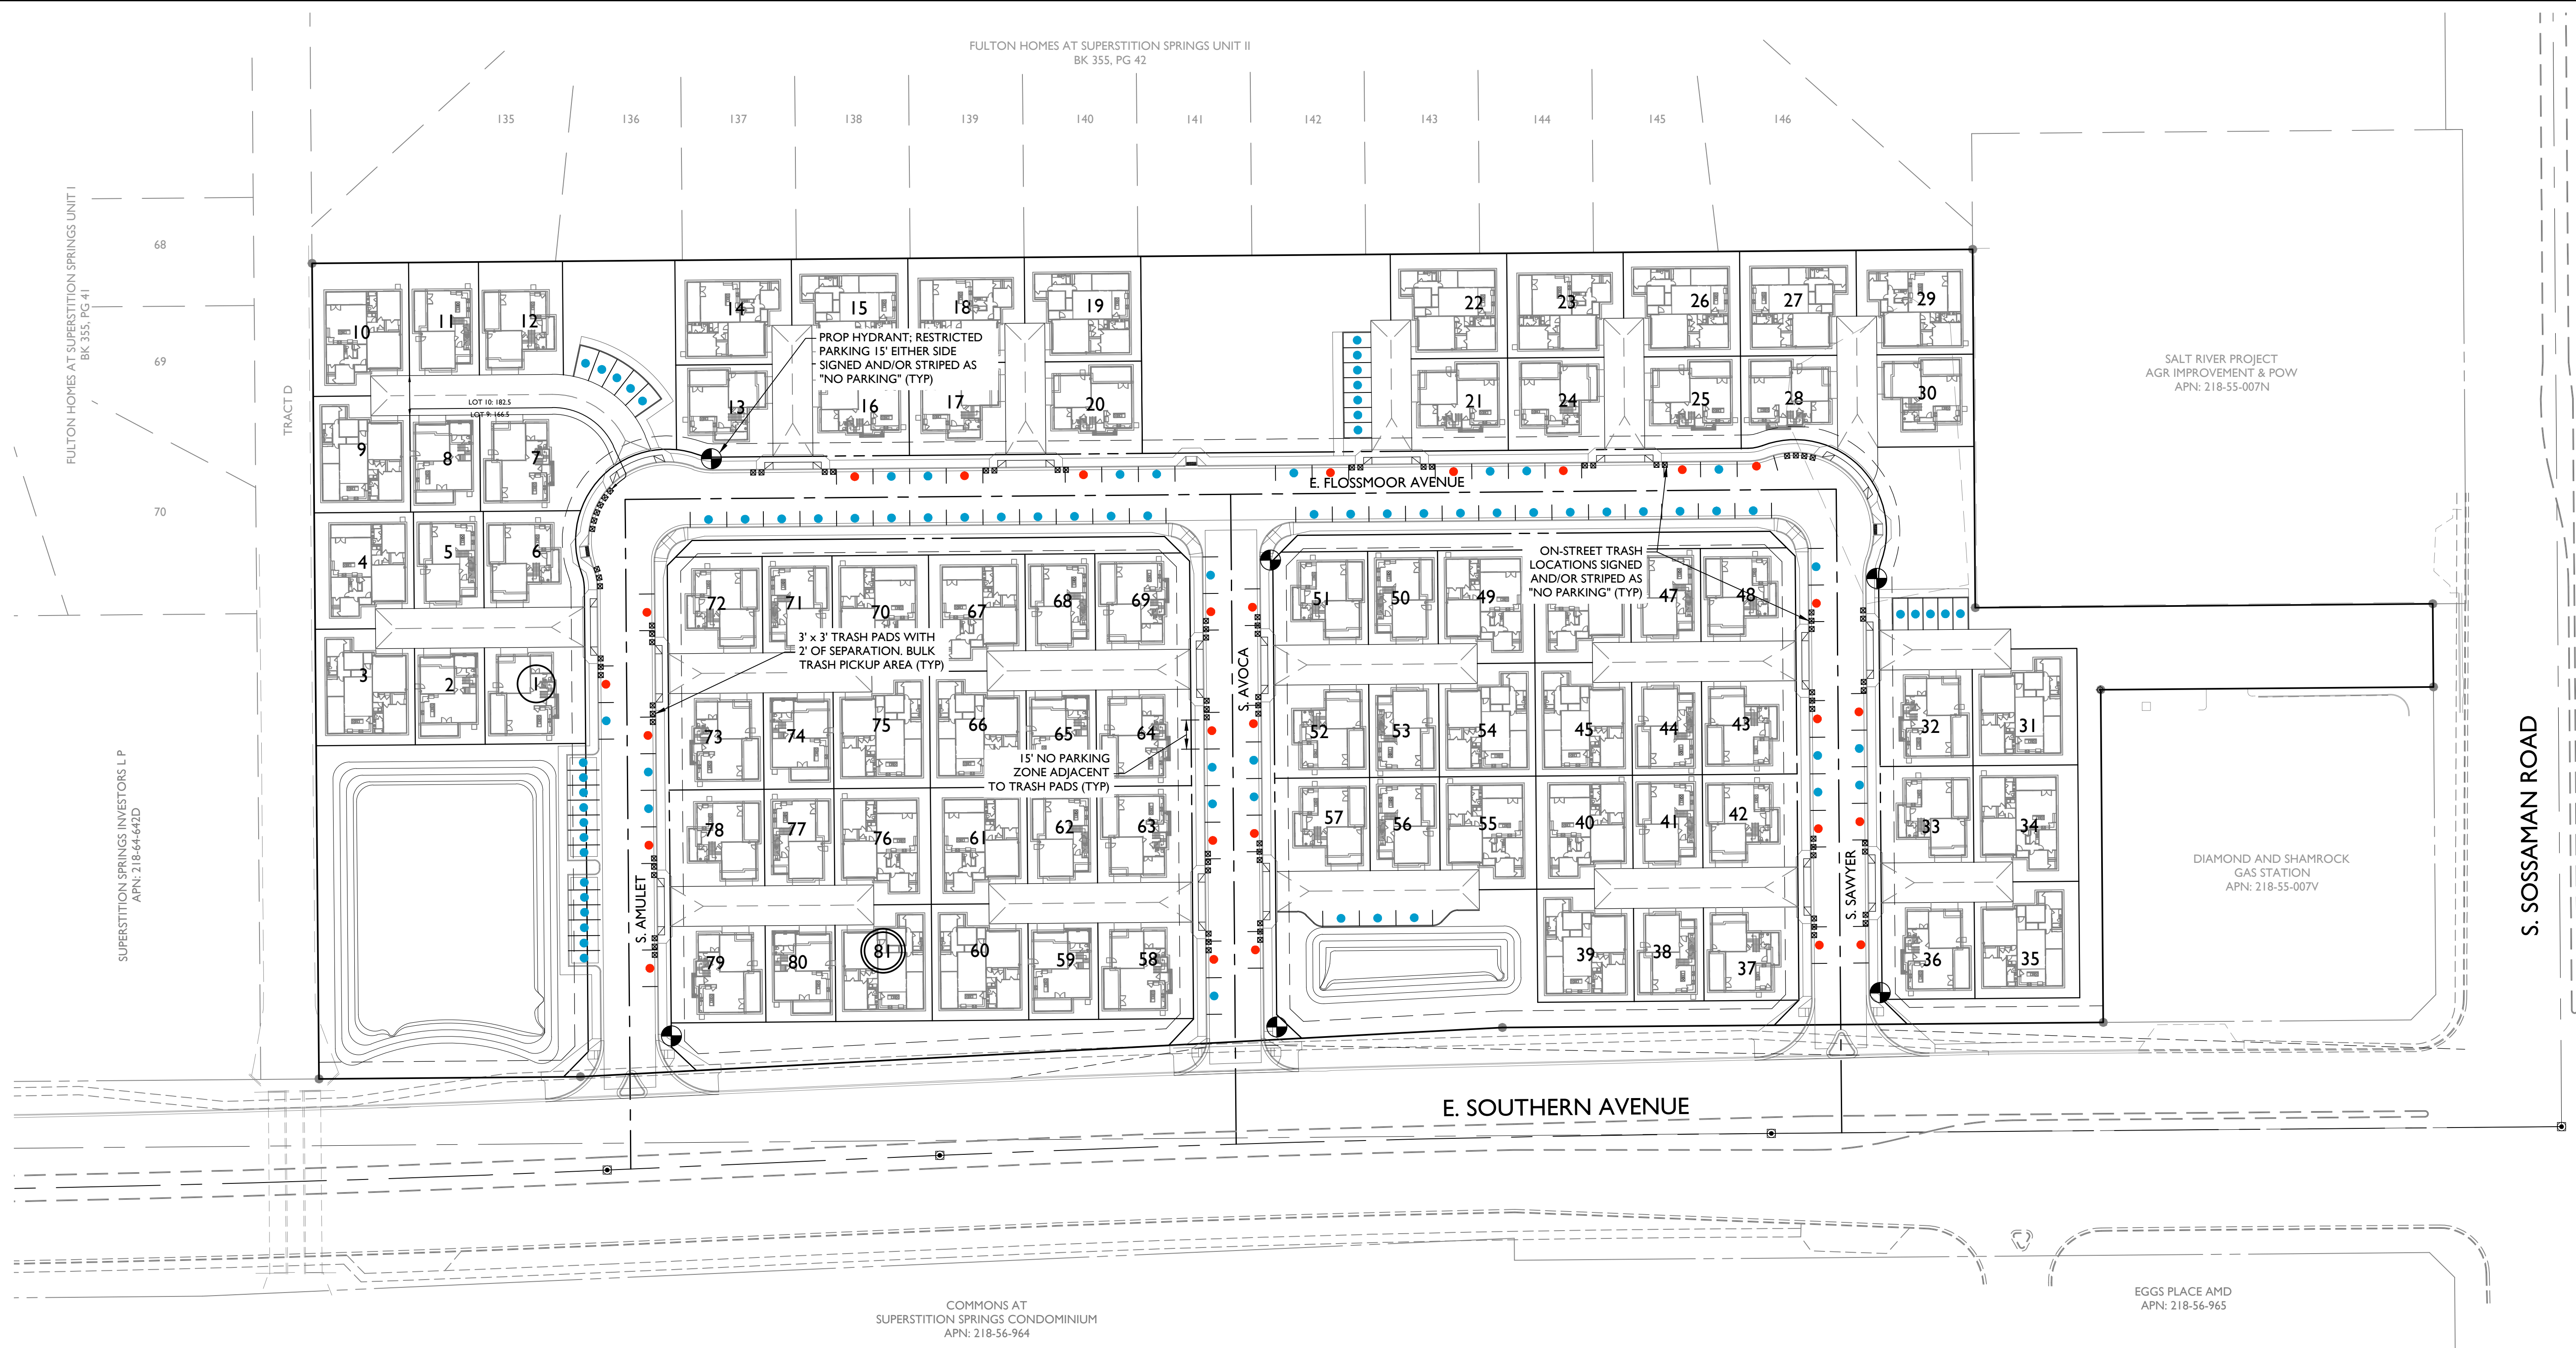 FULTON HOMES AT SUPERSTITION SPRINGS UNIT II
BK 355, PG 42
135
136
137
138
139
140
141
142
143
144
145
146
FULTON HOMES AT SUPERSTITION SPRINGS UNIT I
BK 355, PG 41
68
69
70
TRACT D
SALT RIVER PROJECT
AGR IMPROVEMENT & POW
APN: 218-55-007N
10
11
12
14
15
18
19
22
23
26
27
29
PROP HYDRANT; RESTRICTED
PARKING 15' EITHER SIDE
SIGNED AND/OR STRIPED AS
"NO PARKING" (TYP)
LOT 10: 182.5
LOT 9: 166.5
13
16
17
20
21
24
25
28
30
9
8
7
E. FLOSSMOOR AVENUE
4
5
6
ON-STREET TRASH
LOCATIONS SIGNED
AND/OR STRIPED AS
"NO PARKING" (TYP)
72
71
70
67
68
69
51
50
49
47
48
3' x 3' TRASH PADS WITH
2' OF SEPARATION. BULK
TRASH PICKUP AREA (TYP)
S. AVOCA
3
2
1
73
74
75
66
65
64
52
53
54
45
44
43
32
31
15' NO PARKING
ZONE ADJACENT
TO TRASH PADS (TYP)
S. SOSSAMAN ROAD
SUPERSTITION SPRINGS INVESTORS L P
APN: 218-64-642D
78
77
76
61
62
63
57
56
55
40
41
42
33
34
DIAMOND AND SHAMROCK
GAS STATION
APN: 218-55-007V
S. AMULET
S. SAWYER
79
80
81
60
59
58
39
38
37
36
35
E. SOUTHERN AVENUE
COMMONS AT
SUPERSTITION SPRINGS CONDOMINIUM
APN: 218-56-964
EGGS PLACE AMD
APN: 218-56-965